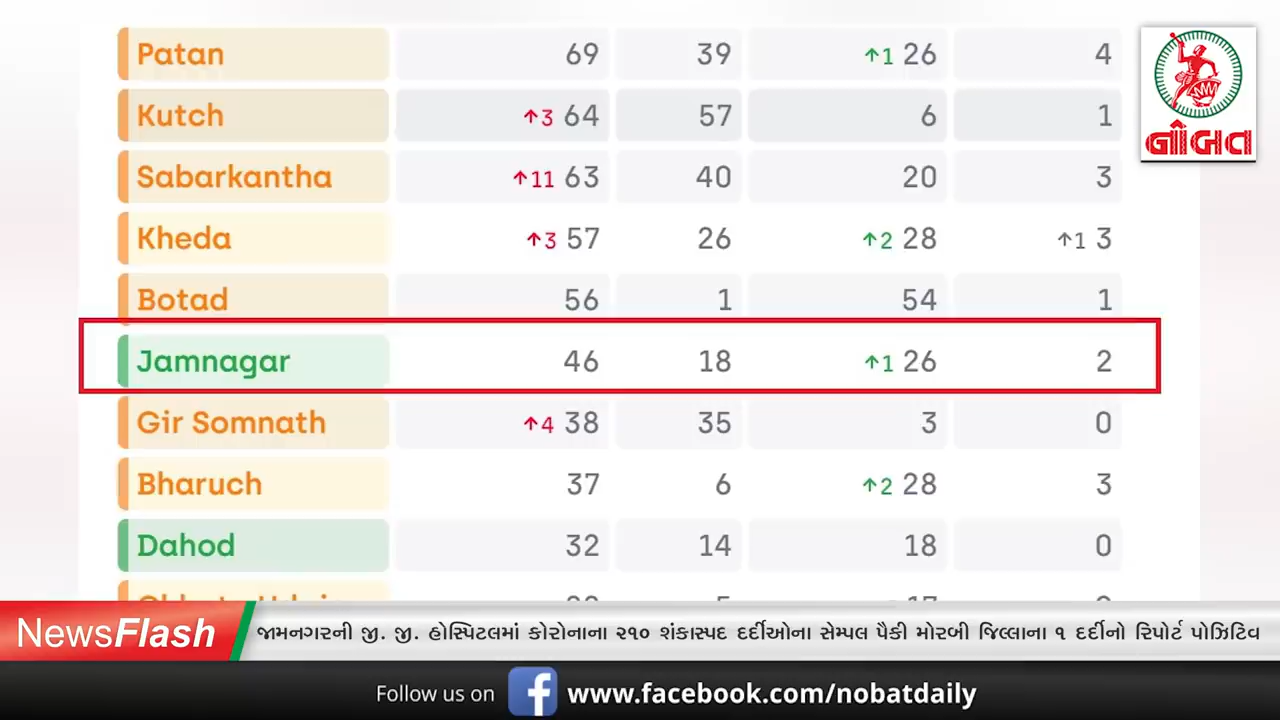 Patan 69 39 ↑1 26 4
Kutch ↑3 64 57 6 1
Sabarkantha ↑11 63 40 20 3
Kheda ↑3 57 26 ↑2 28 ↑1 3
Botad 56 1 54 1
Jamnagar 46 18 ↑1 26 2
Gir Somnath ↑4 38 35 3 0
Bharuch 37 6 ↑2 28 3
Dahod 32 14 18 0
નોબત
NewsFlash જામનગરની જી. જી. હોસ્પિટલમાં કોરોનાના ૨૧૦ શંકાસ્પદ દર્દીઓના સેમ્પલ પૈકી મોરબી જિલ્લાના ૧ દર્દીનો રિપોર્ટ પોઝિટિવ
Follow us on f www.facebook.com/nobatdaily